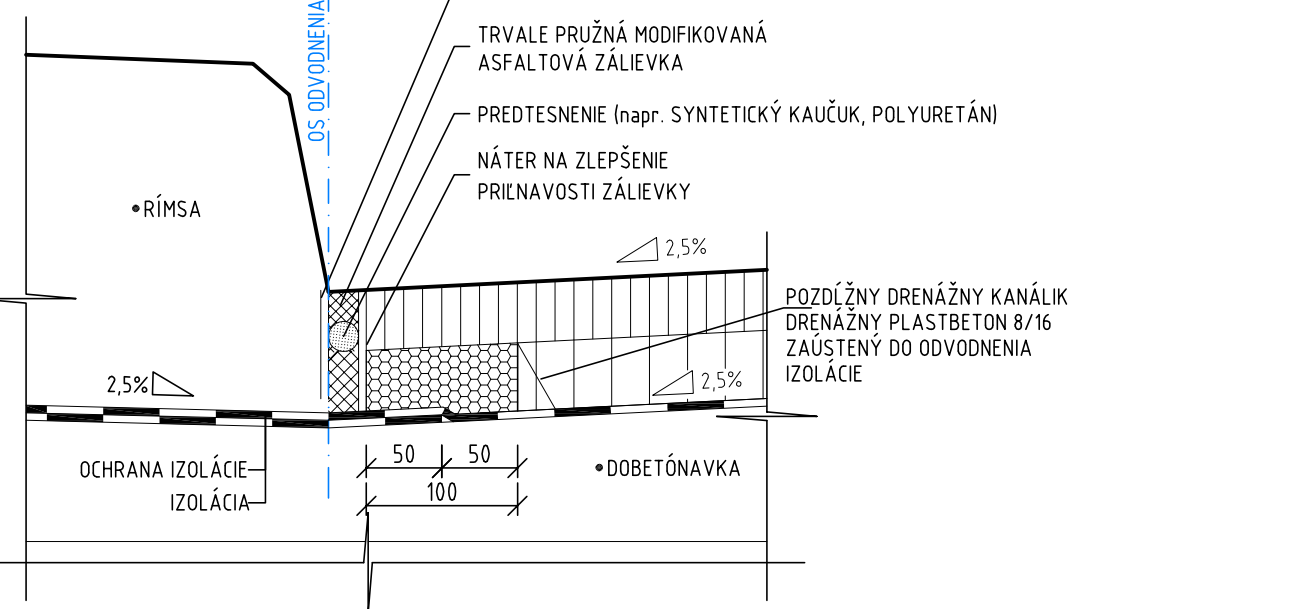 OS ODVODNENIA
TRVALE PRUŽNÁ MODIFIKOVANÁ
ASFALTOVÁ ZÁLIEVKA
PREDTESNENIE (napr. SYNTETICKÝ KAUČUK, POLYURETÁN)
NÁTER NA ZLEPŠENIE
PRIĽNAVOSTI ZÁLIEVKY
RÍMSA
2,5%
POZDĹŽNY DRENÁŽNY KANÁLIK
DRENÁŽNY PLASTBETON 8/16
ZAÚSTENÝ DO ODVODNENIA
IZOLÁCIE
2,5%
2,5%
OCHRANA IZOLÁCIE
IZOLÁCIA
50
50
100
DOBETÓNAVKA